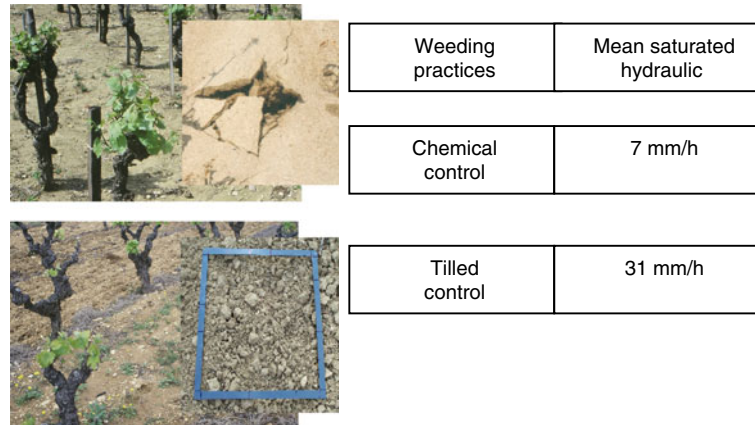 Weeding
practices
Mean saturated
hydraulic
Chemical
control
7 mm/h
Tilled
control
31 mm/h